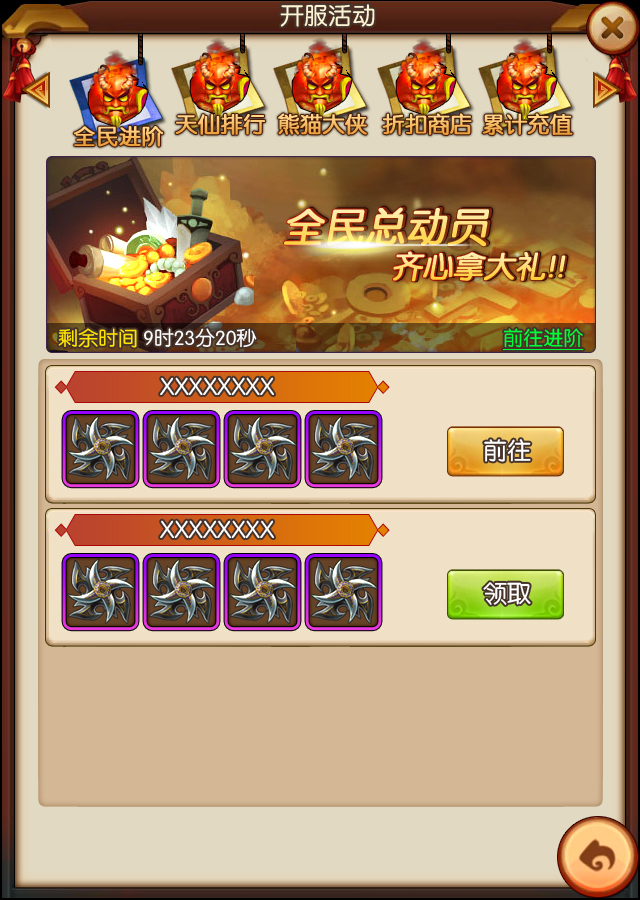 开服活动
全民进阶 天仙排行 熊猫大侠 折扣商店 累计充值
全民总动员
齐心拿大礼!!
剩余时间 9时23分20秒 前往进阶
XXXXXXXX
前往
XXXXXXXX
领取